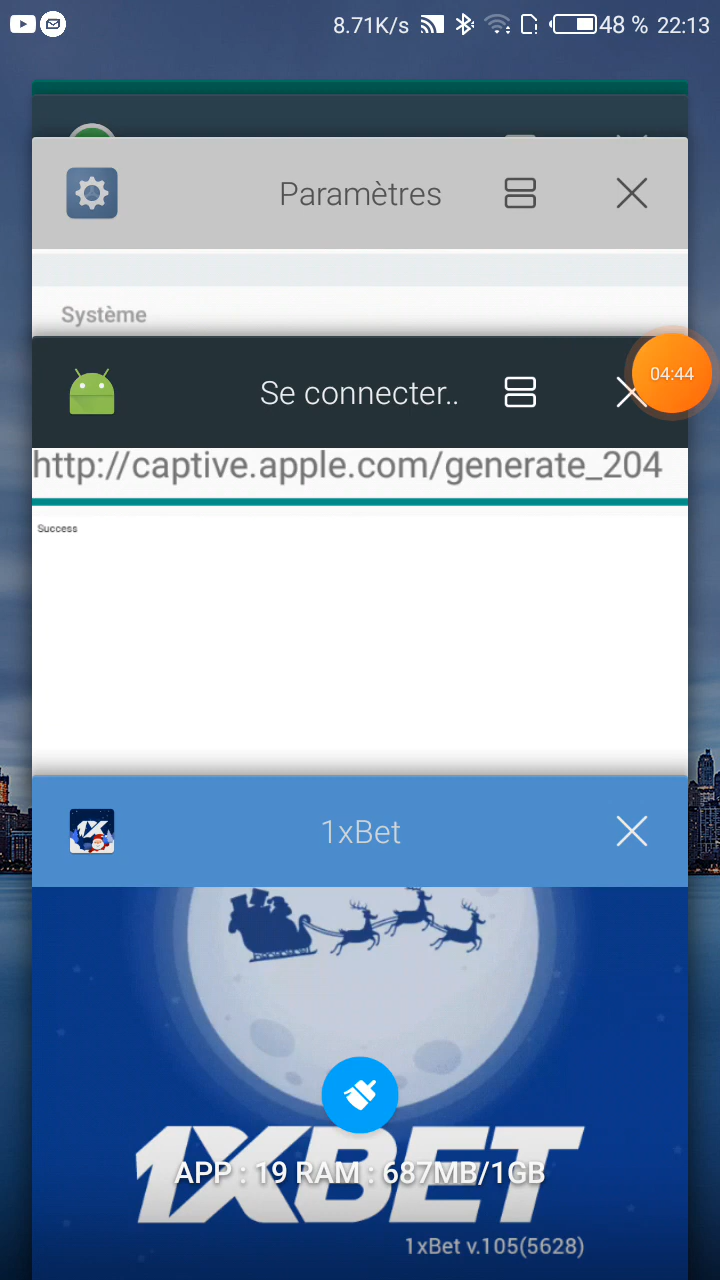 8.71K/s 48 % 22:13
Paramètres
Système
04:44
Se connecter..
http://captive.apple.com/generate_204
Success
1X
1xBet
1XBET
APP : 19 RAM : 687MB/1GB
1xBet v.105(5628)